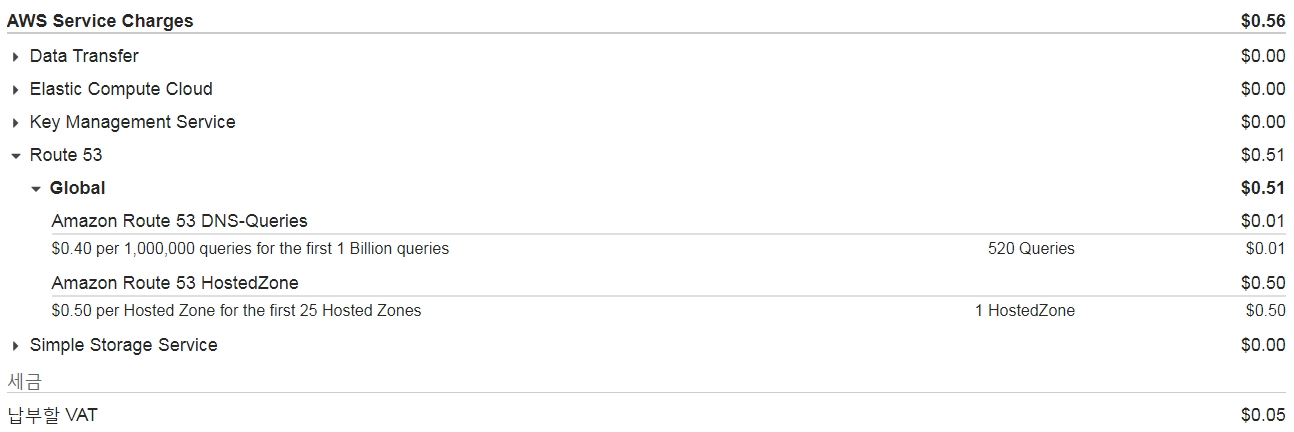 AWS Service Charges $0.56
Data Transfer $0.00
Elastic Compute Cloud $0.00
Key Management Service $0.00
Route 53 $0.51
Global $0.51
Amazon Route 53 DNS-Queries $0.01
$0.40 per 1,000,000 queries for the first 1 Billion queries 520 Queries $0.01
Amazon Route 53 HostedZone $0.50
$0.50 per Hosted Zone for the first 25 Hosted Zones 1 HostedZone $0.50
Simple Storage Service $0.00
세금
납부할 VAT $0.05